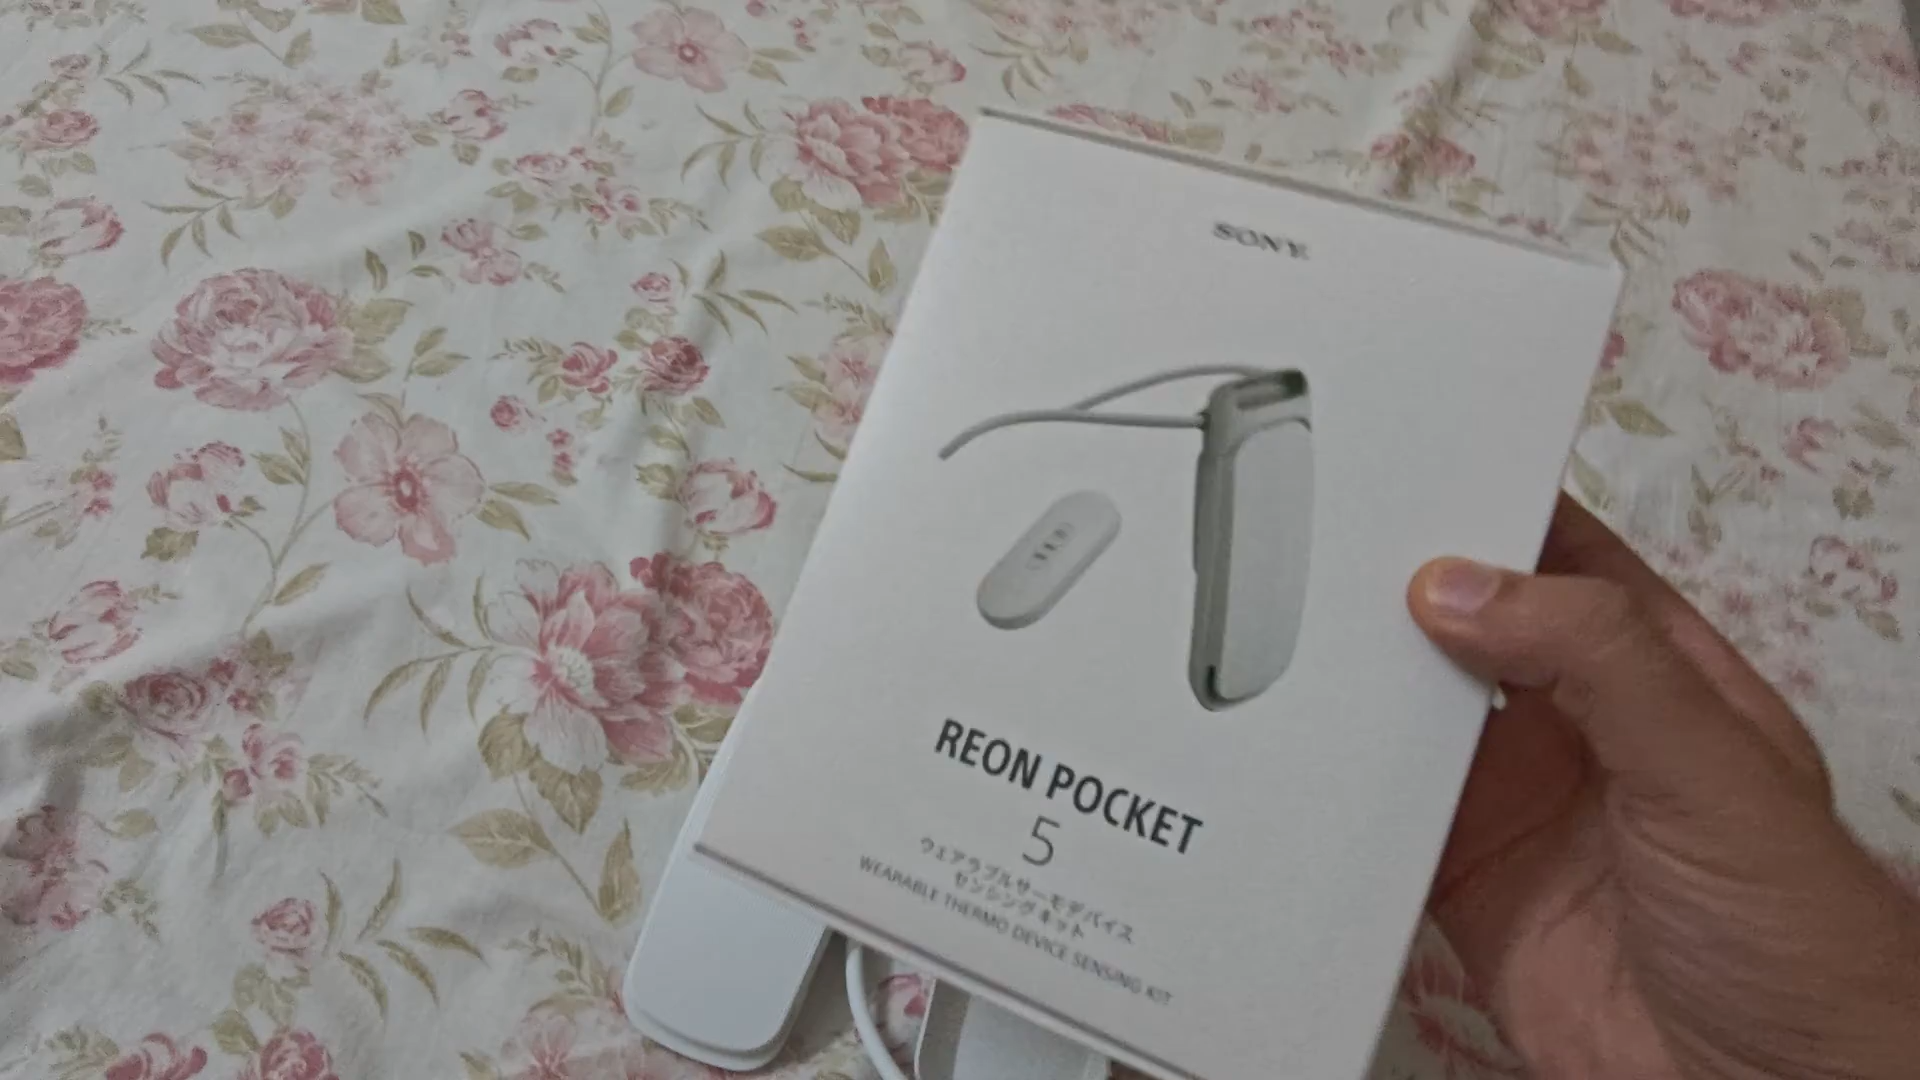 SONY
REON POCKET
5
ウェアラブルサーモデバイス
センシングキット
WEARABLE THERMO DEVICE SENSING KIT